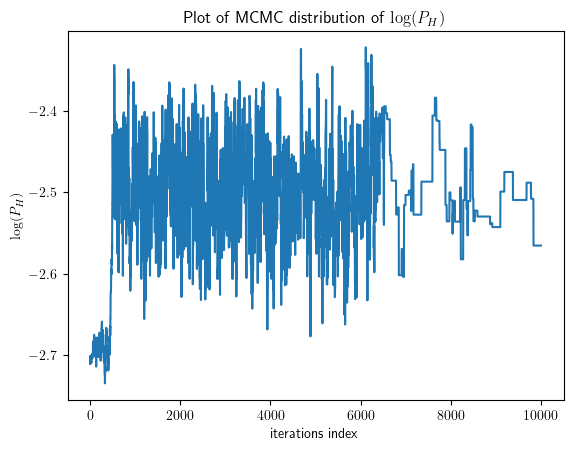 Plot of MCMC distribution of log(P_H)
log(P_H)
−2.4
−2.5
−2.6
−2.7
0 2000 4000 6000 8000 10000
iterations index